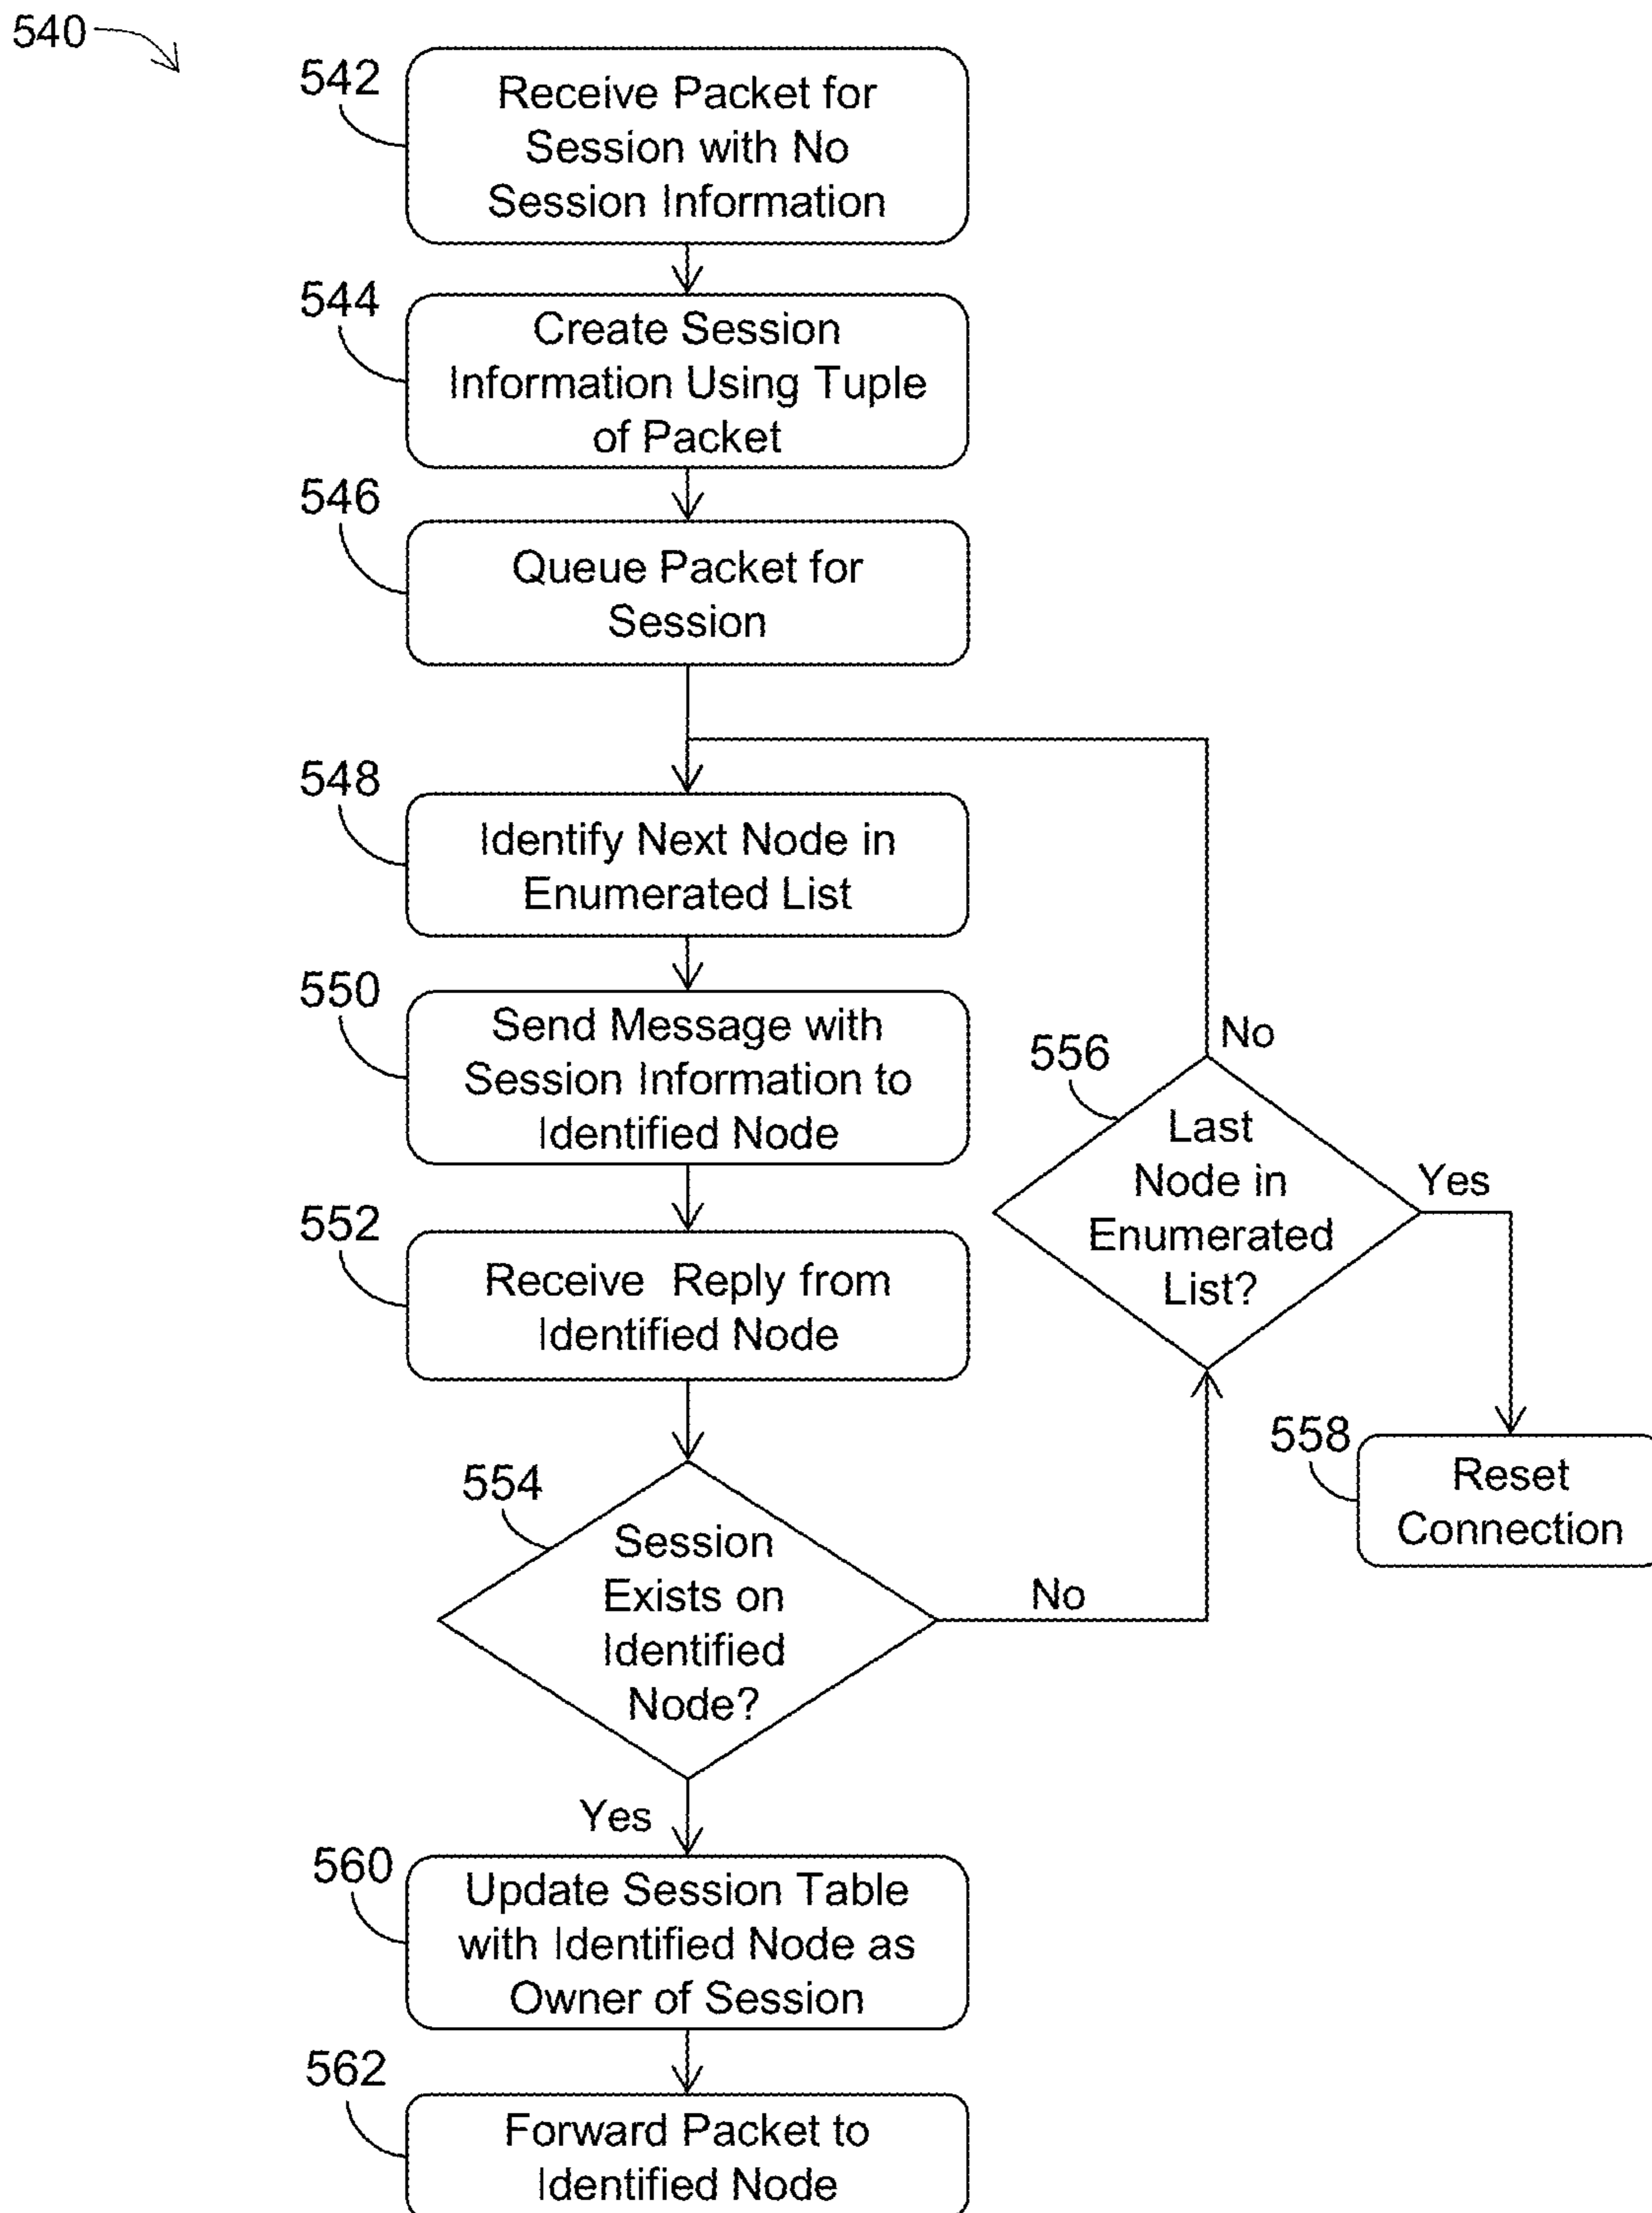 540
542
Receive Packet for
Session with No
Session Information
544
Create Session
Information Using Tuple
of Packet
546
Queue Packet for
Session
548
Identify Next Node in
Enumerated List
550
Send Message with
Session Information to
Identified Node
552
Receive Reply from
Identified Node
554
Session
Exists on
Identified
Node?
No
556
Last
Node in
Enumerated
List?
No
Yes
558
Reset
Connection
Yes
560
Update Session Table
with Identified Node as
Owner of Session
562
Forward Packet to
Identified Node